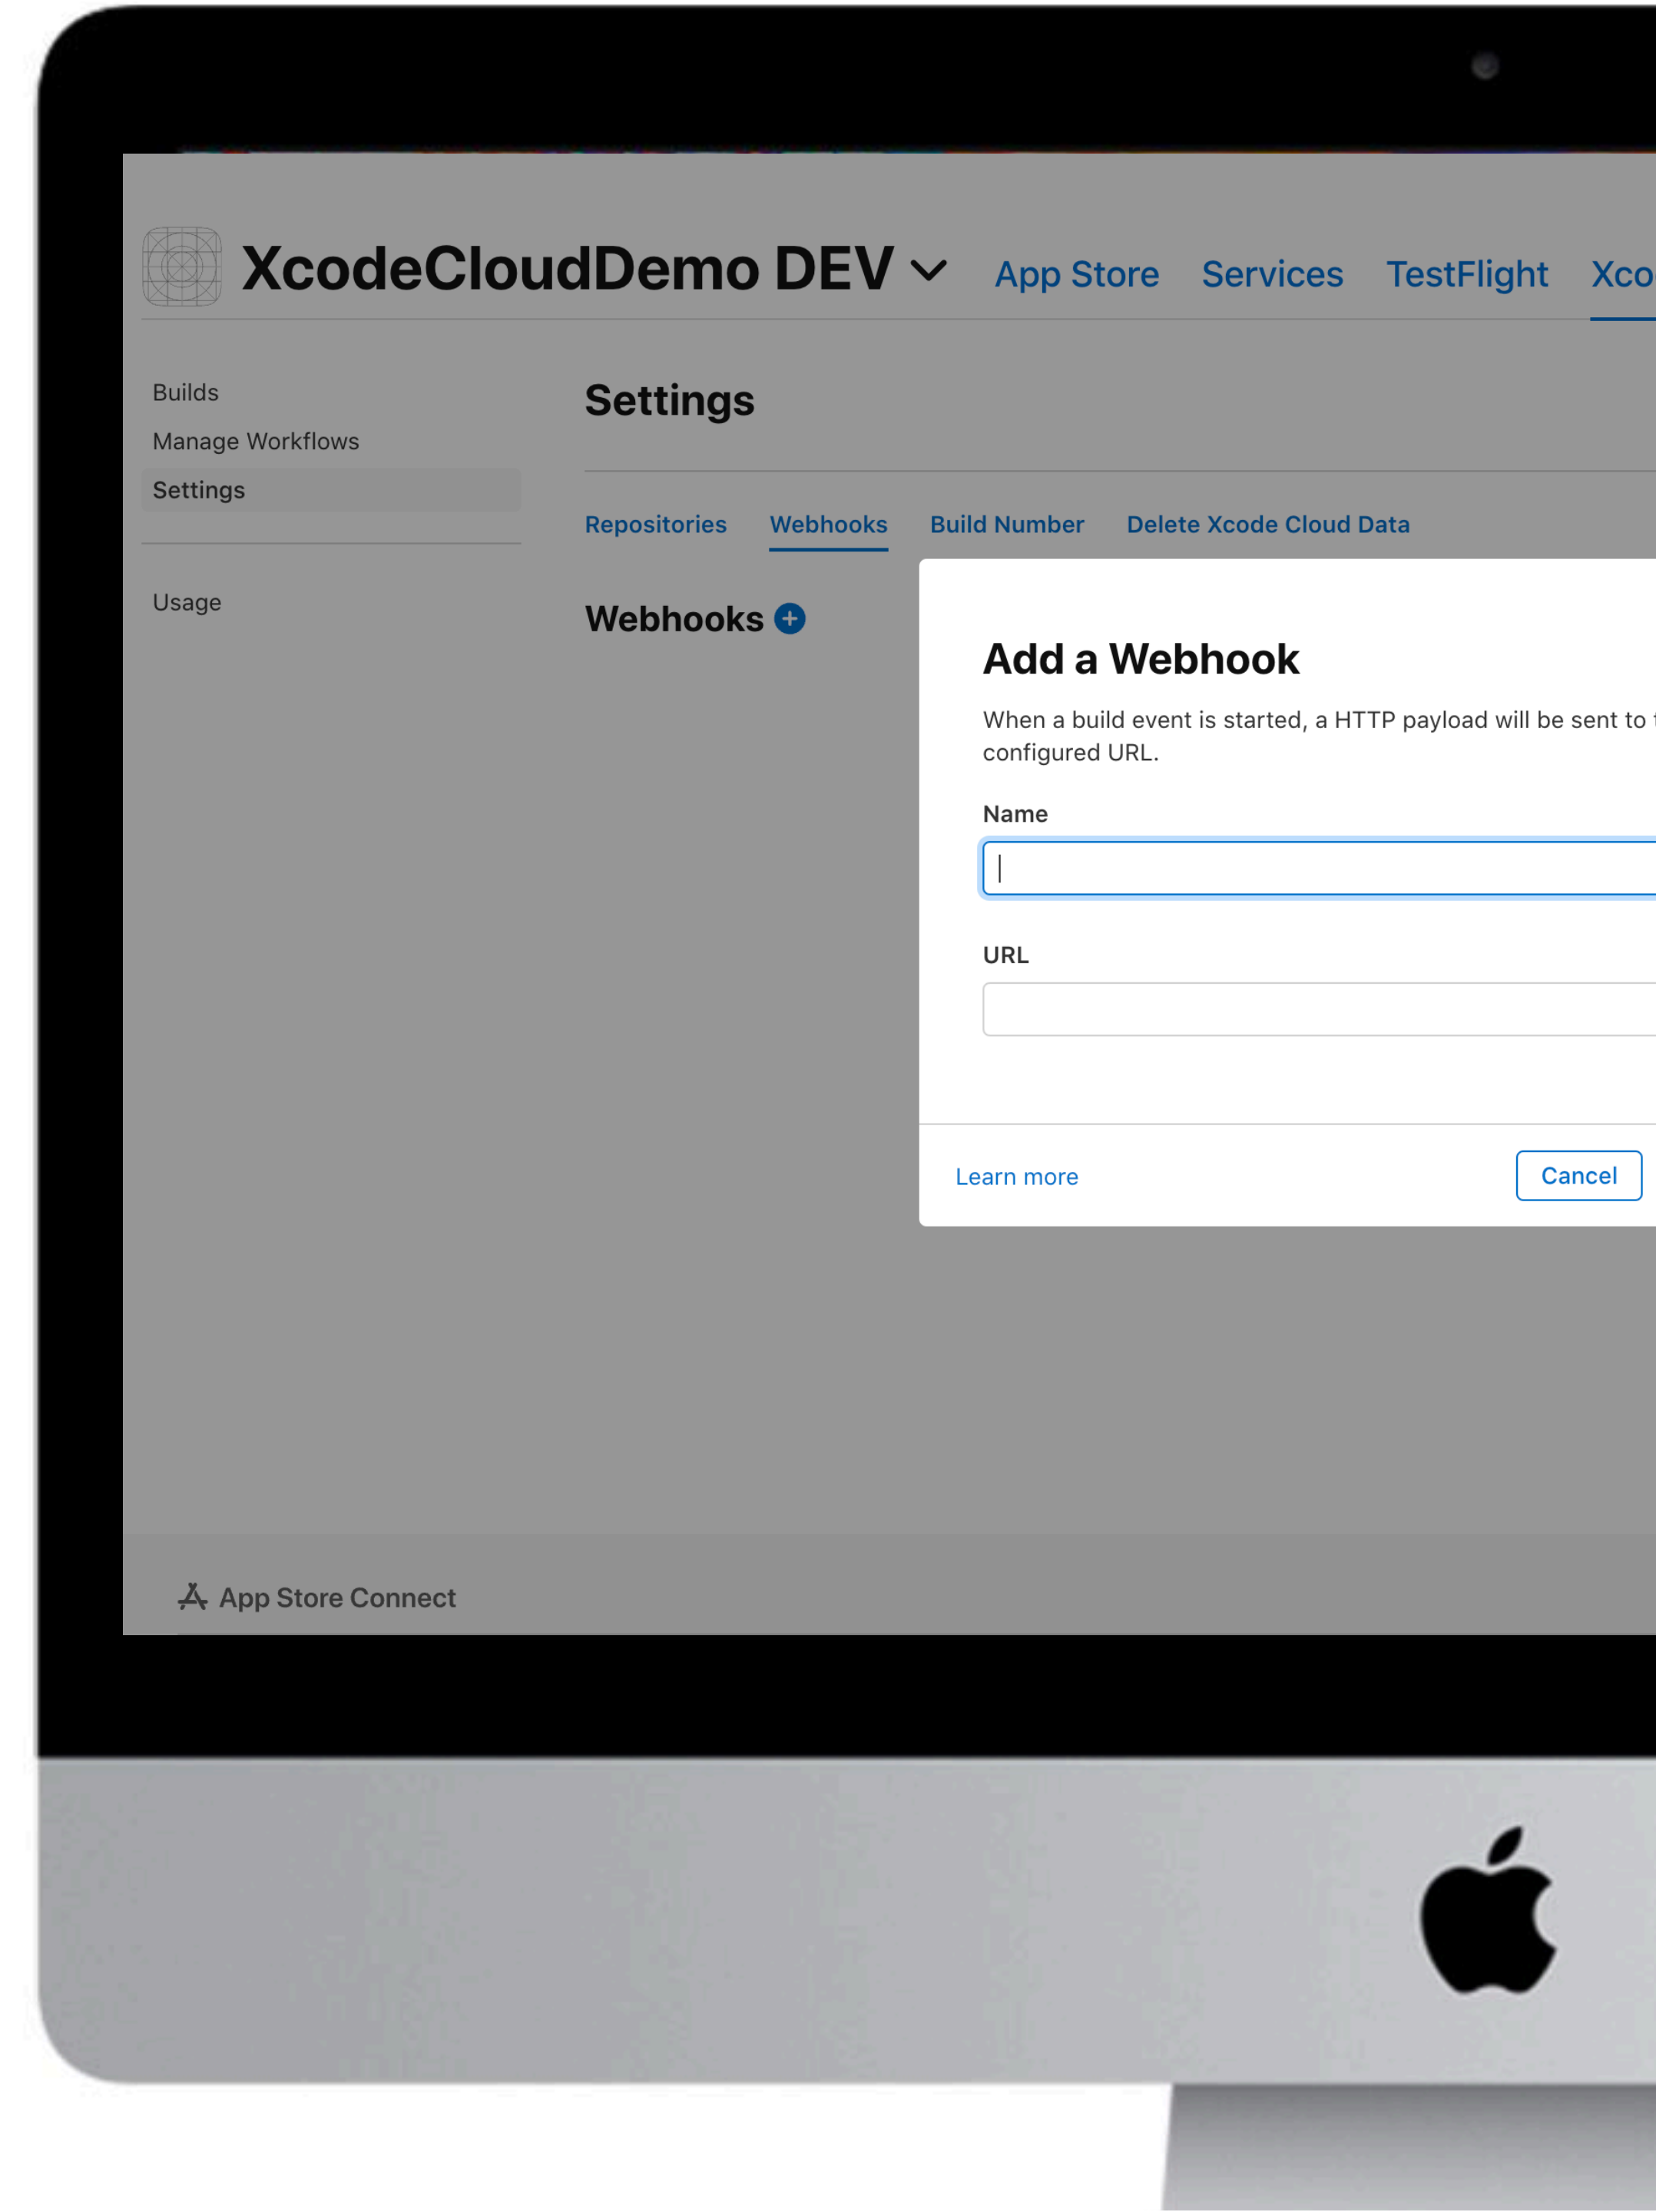 XcodeCloudDemo DEV
App Store Services TestFlight
Builds
Manage Workflows
Settings
Usage
Settings
Repositories Webhooks Build Number Delete Xcode Cloud Data
Webhooks
Add a Webhook
When a build event is started, a HTTP payload will be sent to
configured URL.
Name
URL
Learn more
Cancel
App Store Connect